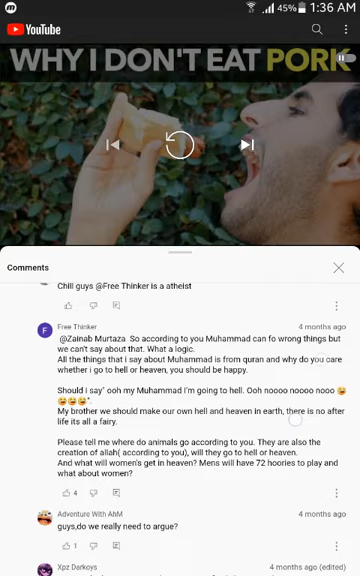 45% 1:36 AM
YouTube
WHY I DON'T EAT PORK
Comments
Chill guys @Free Thinker is a atheist
F
Free Thinker
4 months ago
@Zainab Murtaza So according to you Muhammad can fo wrong things but
we can't say about that. What a logic.
All the things that i say about Muhammad is from quran and why do you care
whether i go to hell or heaven, you should be happy.
Should i say" ooh my Muhammad I'm going to hell. Ooh noooo noooo nooo 😂
😂😂😂".
My brother we should make our own hell and heaven in earth, there is no after
life its all a fairy.
Please tell me where do animals go according to you. They are also the
creation of allah( according to you), will they go to hell or heaven.
And what will women's get in heaven? Mens will have 72 hoories to play and
what about women?
4
Adventure With AhM
4 months ago
guys,do we really need to argue?
1
Xpz Darkoys
4 months ago (edited)